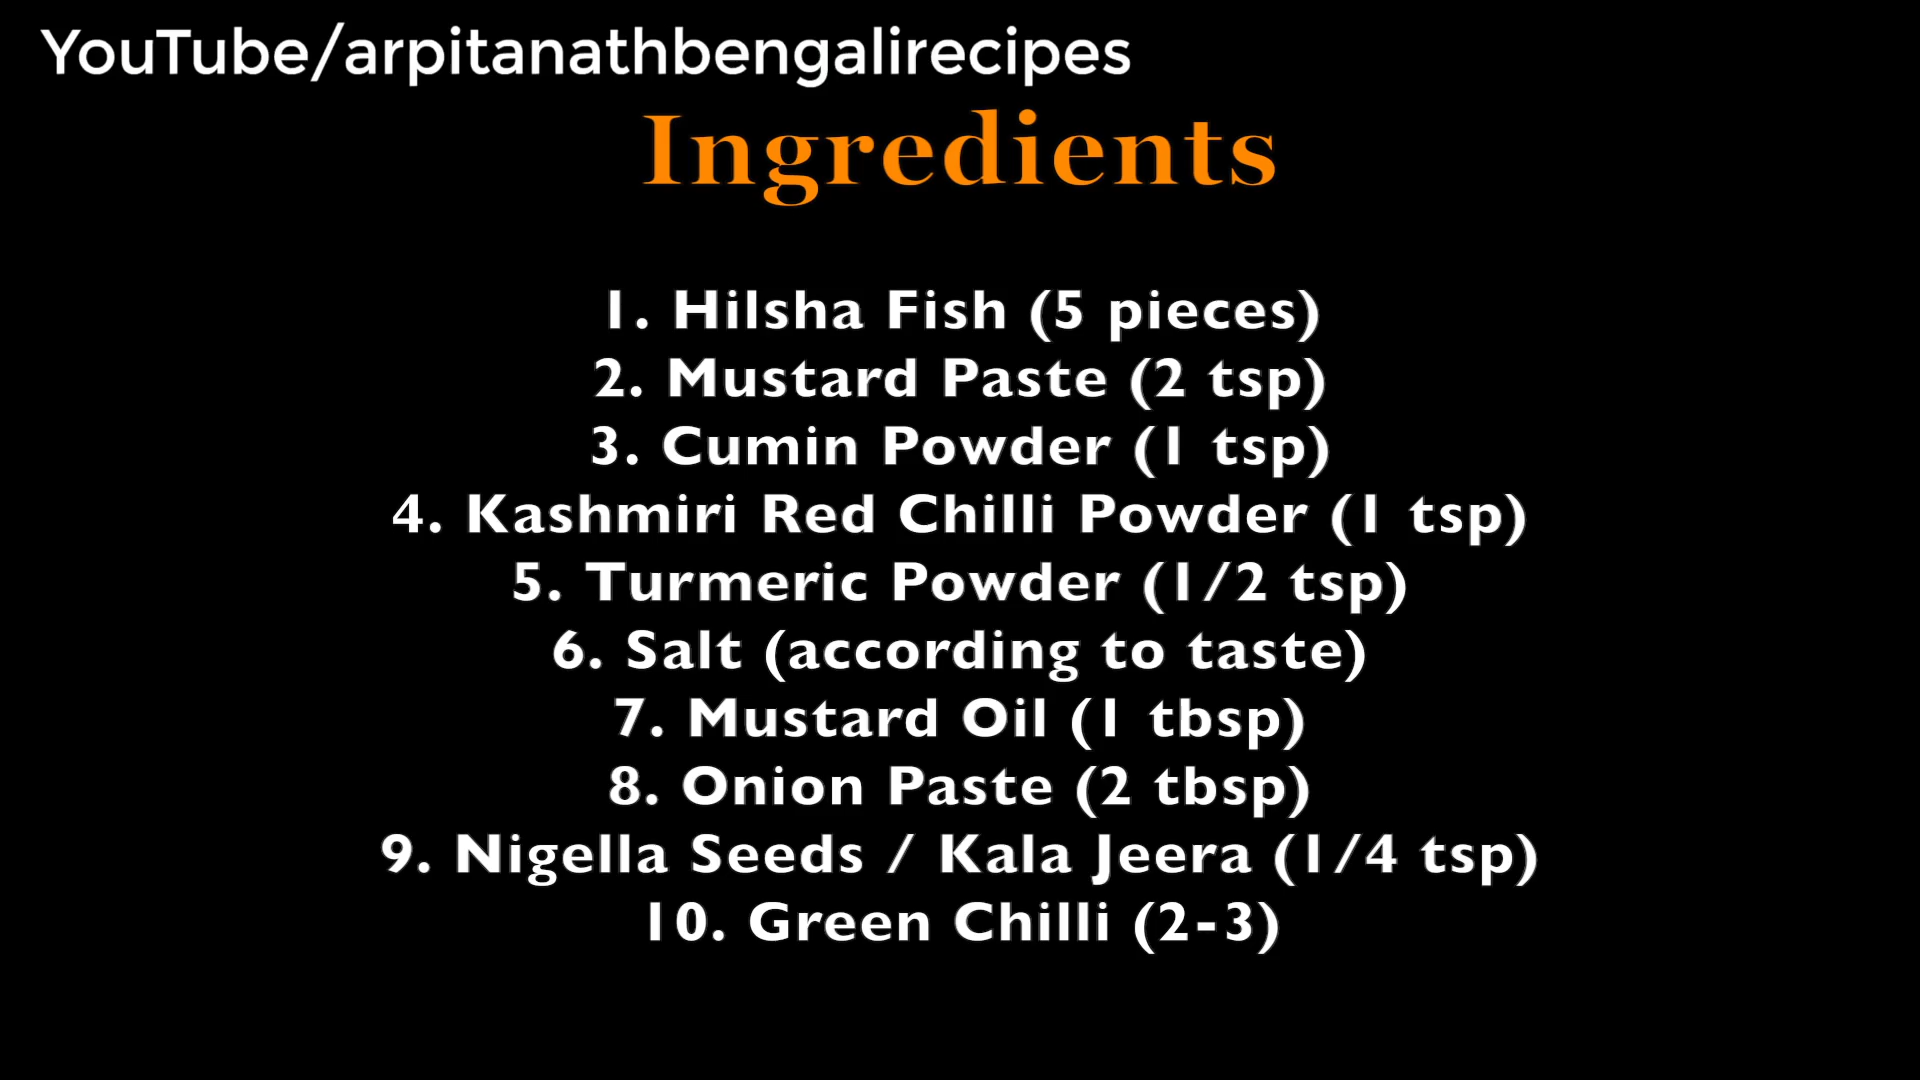 YouTube/arpitanathbengalirecipes
Ingredients
1. Hilsha Fish (5 pieces)
2. Mustard Paste (2 tsp)
3. Cumin Powder (1 tsp)
4. Kashmiri Red Chilli Powder (1 tsp)
5. Turmeric Powder (1/2 tsp)
6. Salt (according to taste)
7. Mustard Oil (1 tbsp)
8. Onion Paste (2 tbsp)
9. Nigella Seeds / Kala Jeera (1/4 tsp)
10. Green Chilli (2-3)